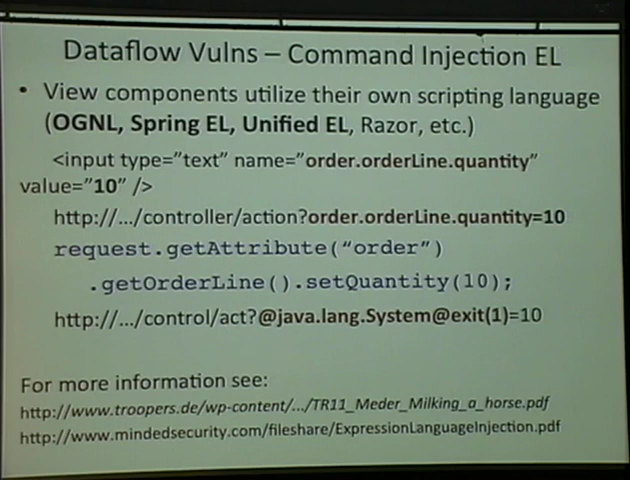 Dataflow Vulns – Command Injection EL
• View components utilize their own scripting language
(OGNL, Spring EL, Unified EL, Razor, etc.)
<input type="text" name="order.orderLine.quantity"
value="10" />
http://.../controller/action?order.orderLine.quantity=10
request.getAttribute("order")
.getOrderLine().setQuantity(10);
http://.../control/act?@java.lang.System@exit(1)=10
For more information see:
http://www.troopers.de/wp-content/.../TR11_Meder_Milking_a_horse.pdf
http://www.mindedsecurity.com/fileshare/ExpressionLanguageInjection.pdf